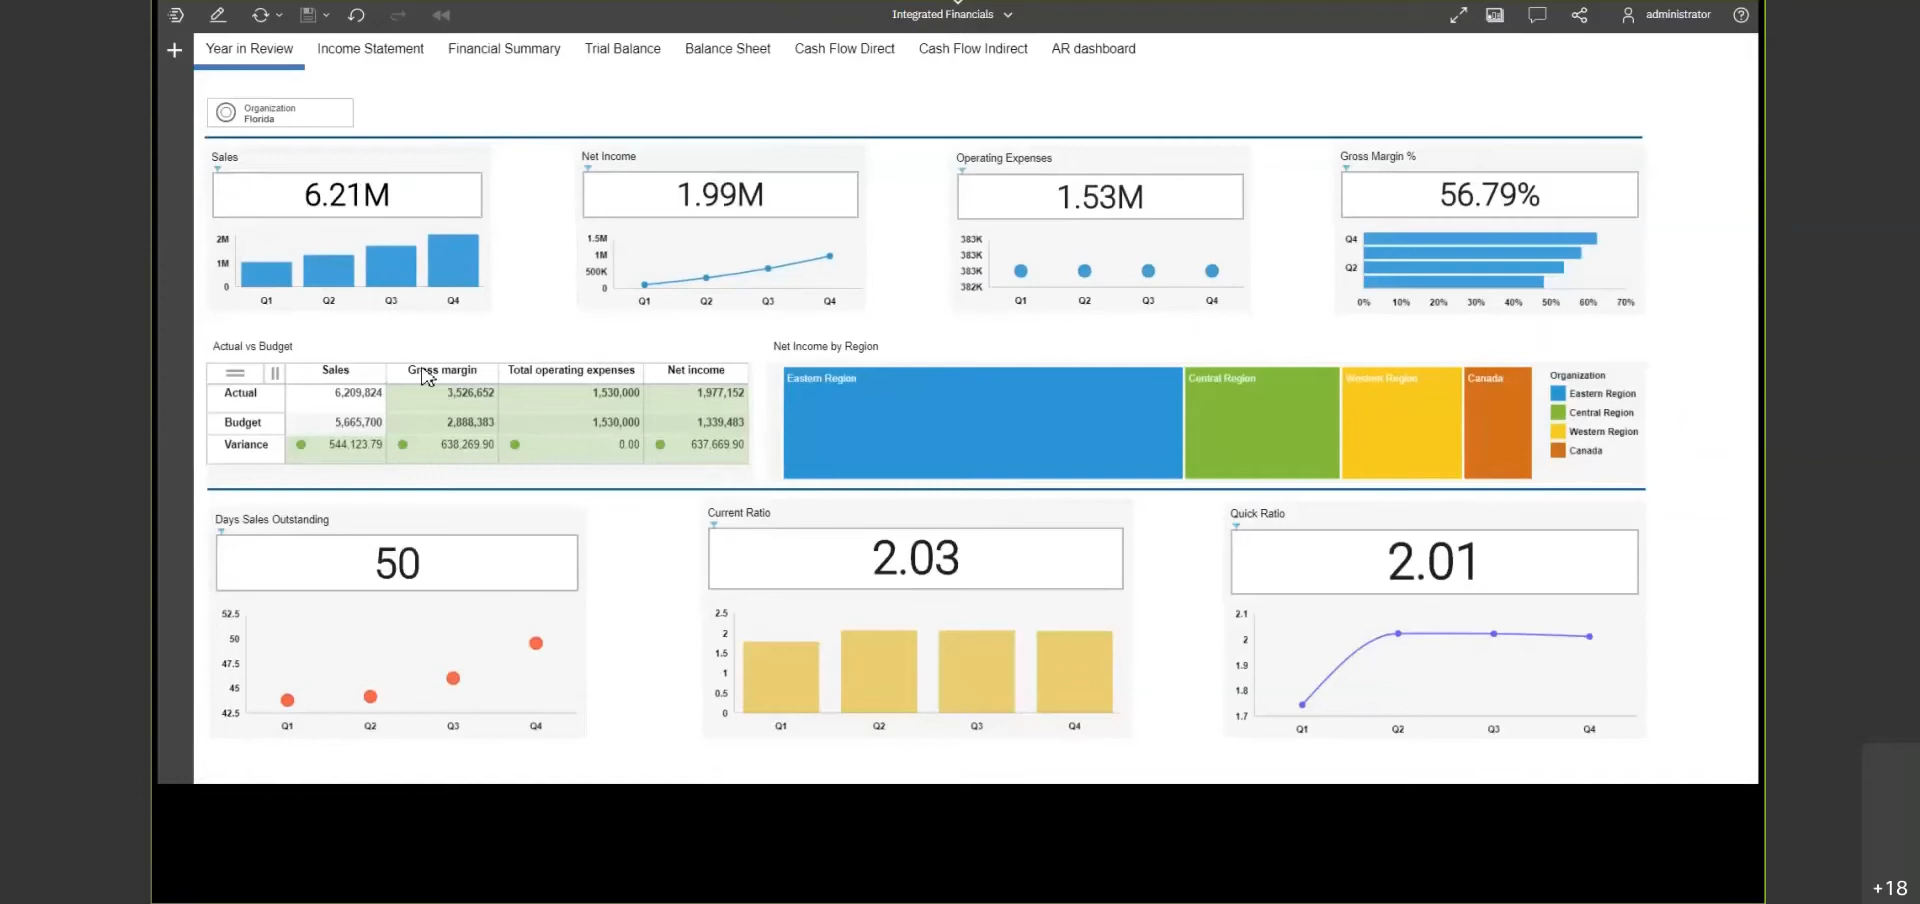 Integrated Financials
administrator
Year in Review
Income Statement
Financial Summary
Trial Balance
Balance Sheet
Cash Flow Direct
Cash Flow Indirect
AR dashboard
Organization
Florida
Sales
6.21M
2M
1M
0
Q1 Q2 Q3 Q4
Net Income
1.99M
1.5M
1M
500K
0
Q1 Q2 Q3 Q4
Operating Expenses
1.53M
383K
383K
383K
382K
Q1 Q2 Q3 Q4
Gross Margin %
56.79%
Q4
Q2
0% 10% 20% 30% 40% 50% 60% 70%
Actual vs Budget
Sales Gross margin Total operating expenses Net income
Actual 6,209,824 3,526,652 1,530,000 1,977,152
Budget 5,665,700 2,888,383 1,530,000 1,339,483
Variance 544,123.79 638,269.90 0.00 637,669.90
Net Income by Region
Eastern Region
Central Region
Western Region
Canada
Organization
Eastern Region
Central Region
Western Region
Canada
Days Sales Outstanding
50
52.5
50
47.5
45
42.5
Q1 Q2 Q3 Q4
Current Ratio
2.03
2.5
2
1.5
1
0.5
0
Q1 Q2 Q3 Q4
Quick Ratio
2.01
2.1
2
1.9
1.8
1.7
Q1 Q2 Q3 Q4
+18